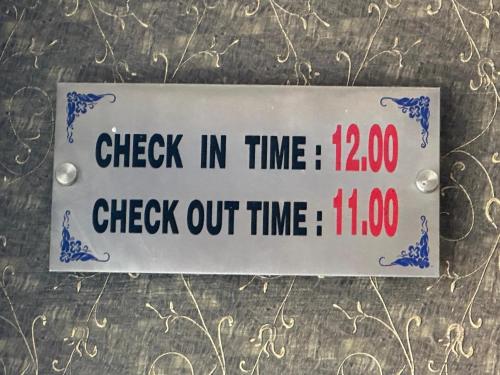 CHECK IN TIME : 12.00
CHECK OUT TIME : 11.00